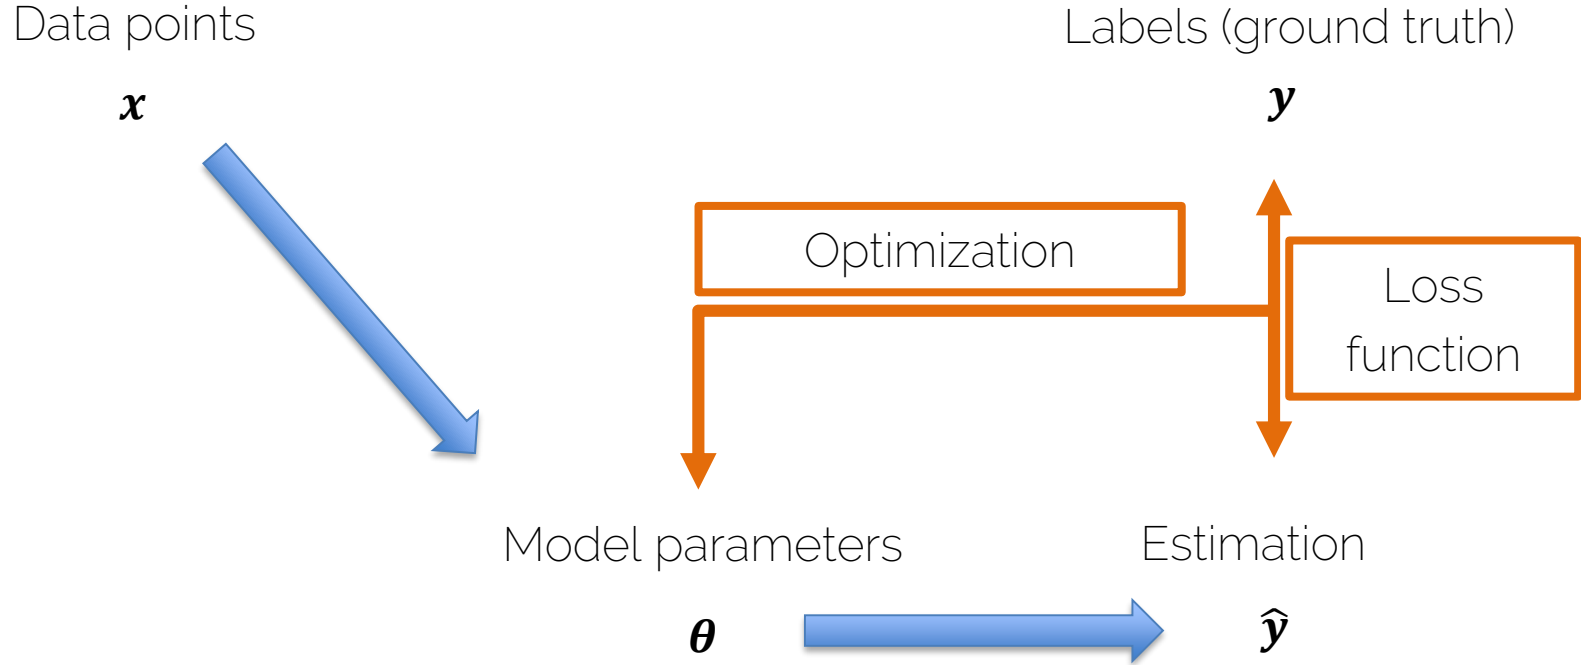 Data points
x
Labels (ground truth)
y
Optimization
Loss
function
Model parameters
θ
Estimation
ŷ